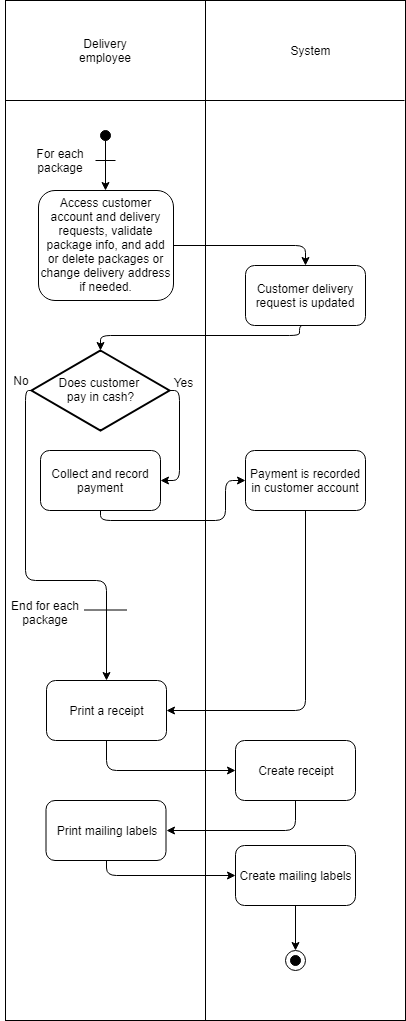 Delivery
employee
System
For each
package
Access customer
account and delivery
requests, validate
package info, and add
or delete packages or
change delivery address
if needed.
Customer delivery
request is updated
No
Does customer
pay in cash?
Yes
Collect and record
payment
Payment is recorded
in customer account
End for each
package
Print a receipt
Create receipt
Print mailing labels
Create mailing labels